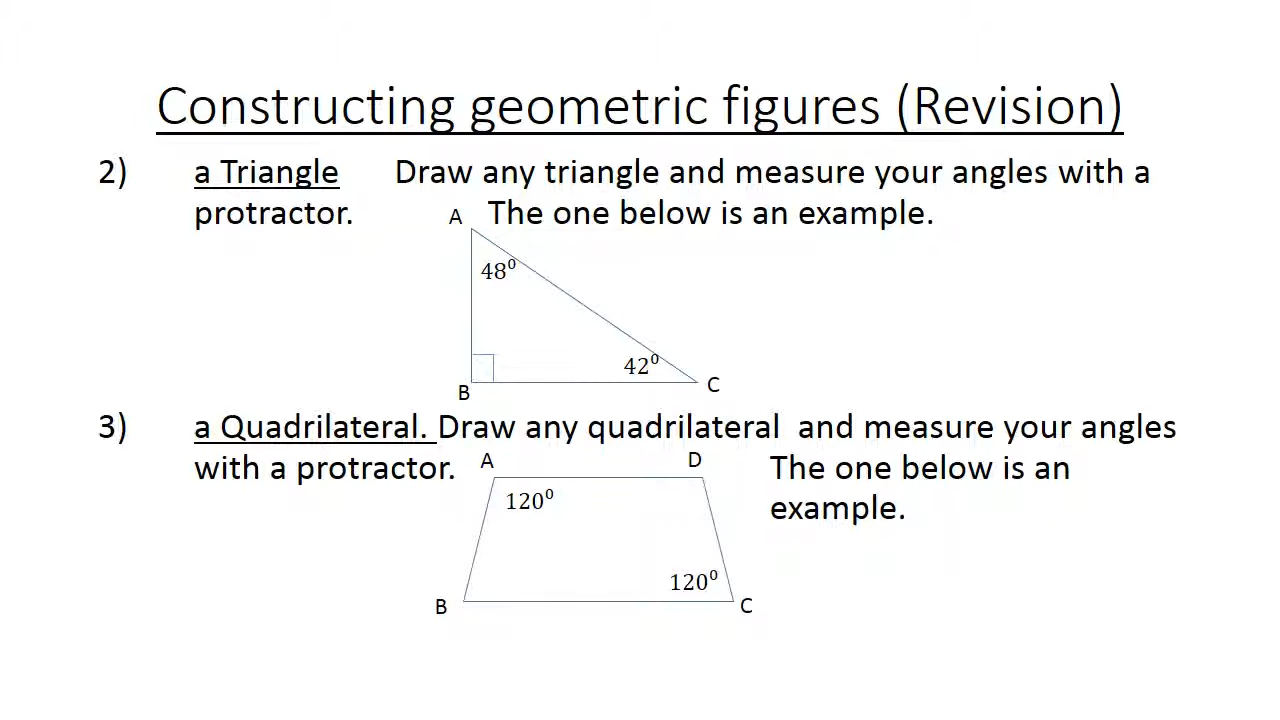 Constructing geometric figures (Revision)
2) a Triangle Draw any triangle and measure your angles with a
protractor. A The one below is an example.
48⁰
42⁰
B C
3) a Quadrilateral. Draw any quadrilateral and measure your angles
with a protractor. A D The one below is an
120⁰ example.
120⁰
B C